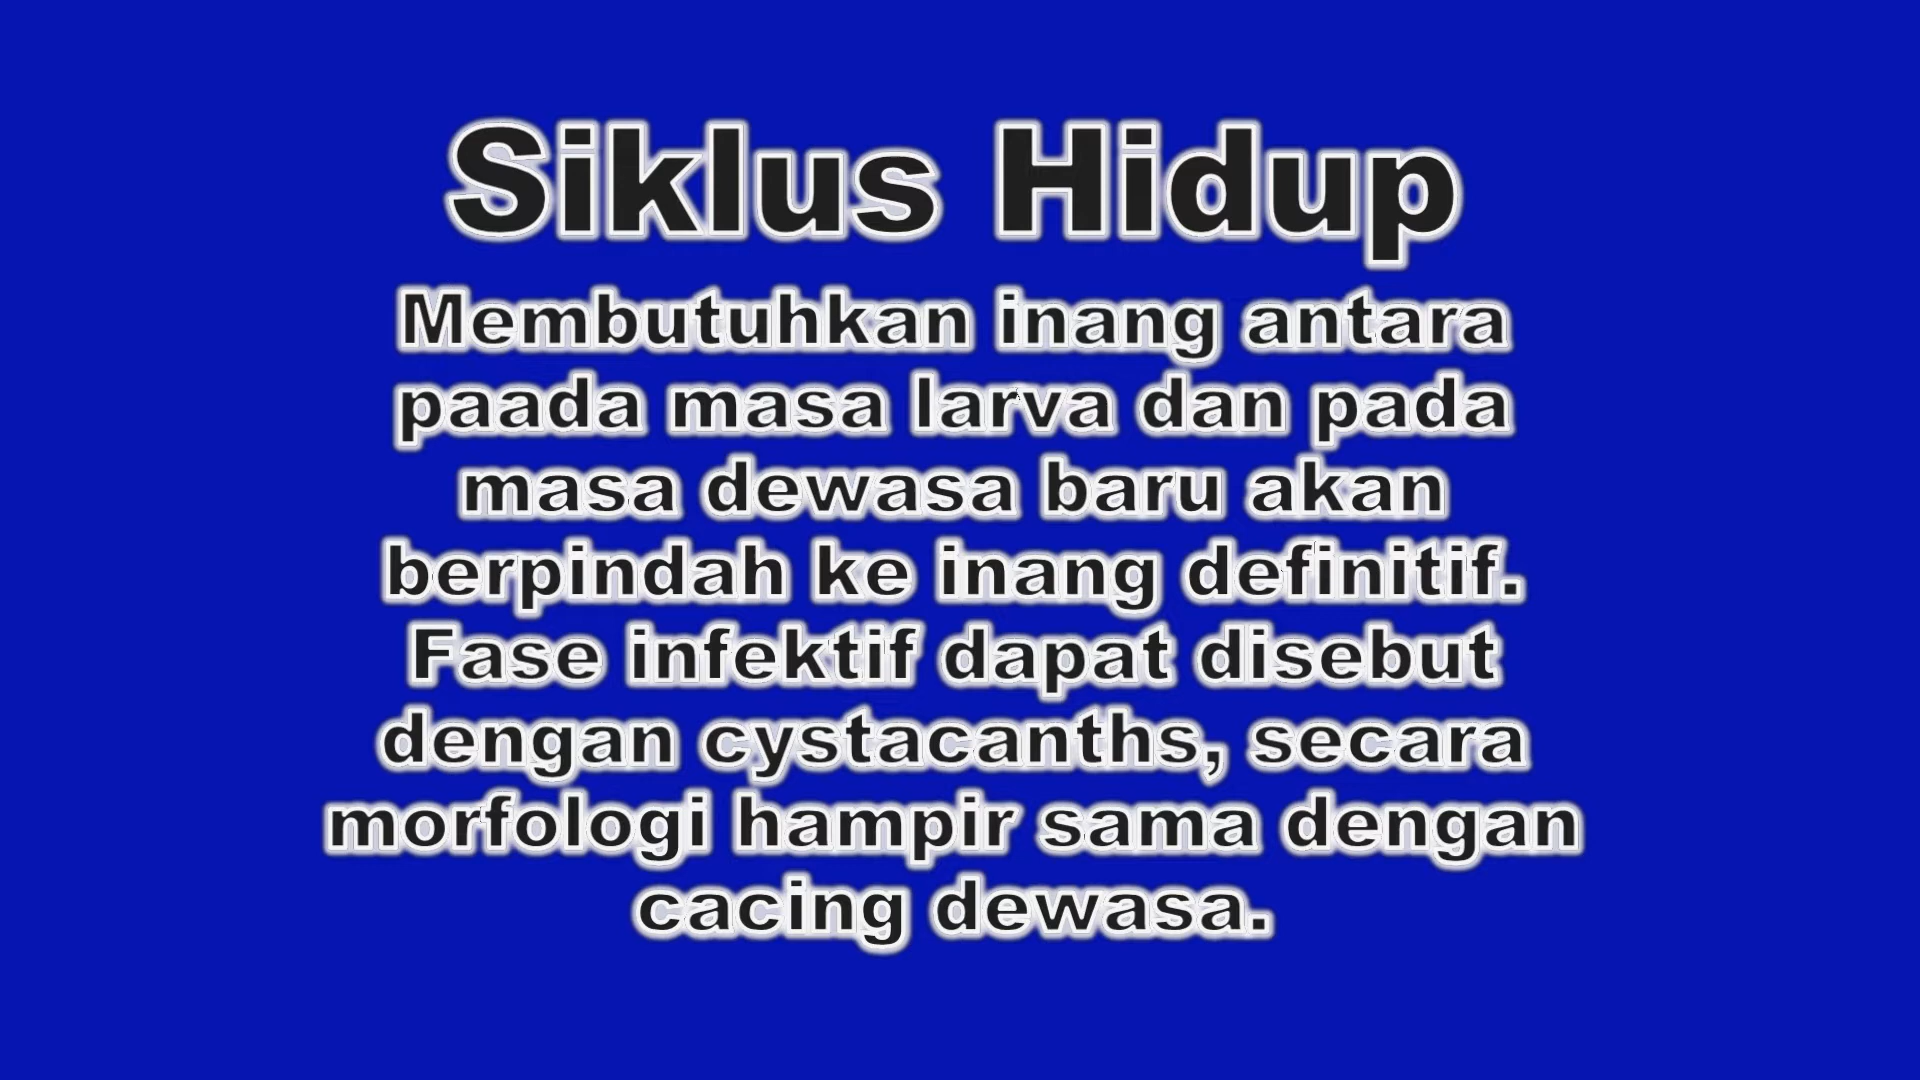 Siklus Hidup
Membutuhkan inang antara
paada masa larva dan pada
masa dewasa baru akan
berpindah ke inang definitif.
Fase infektif dapat disebut
dengan cystacanths, secara
morfologi hampir sama dengan
cacing dewasa.